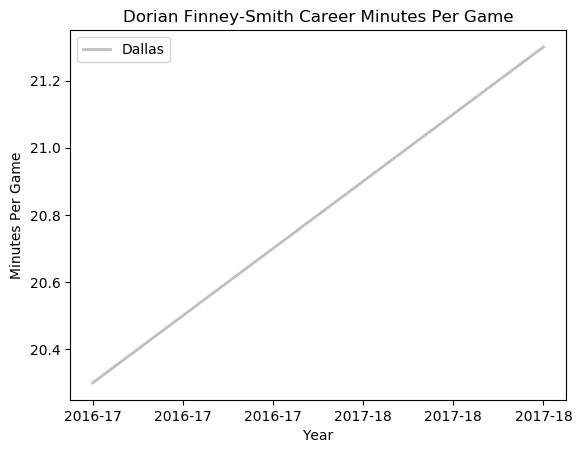 Dorian Finney-Smith Career Minutes Per Game
Dallas
21.2
21.0
20.8
20.6
20.4
Minutes Per Game
2016-17 2016-17 2016-17 2017-18 2017-18 2017-18
Year